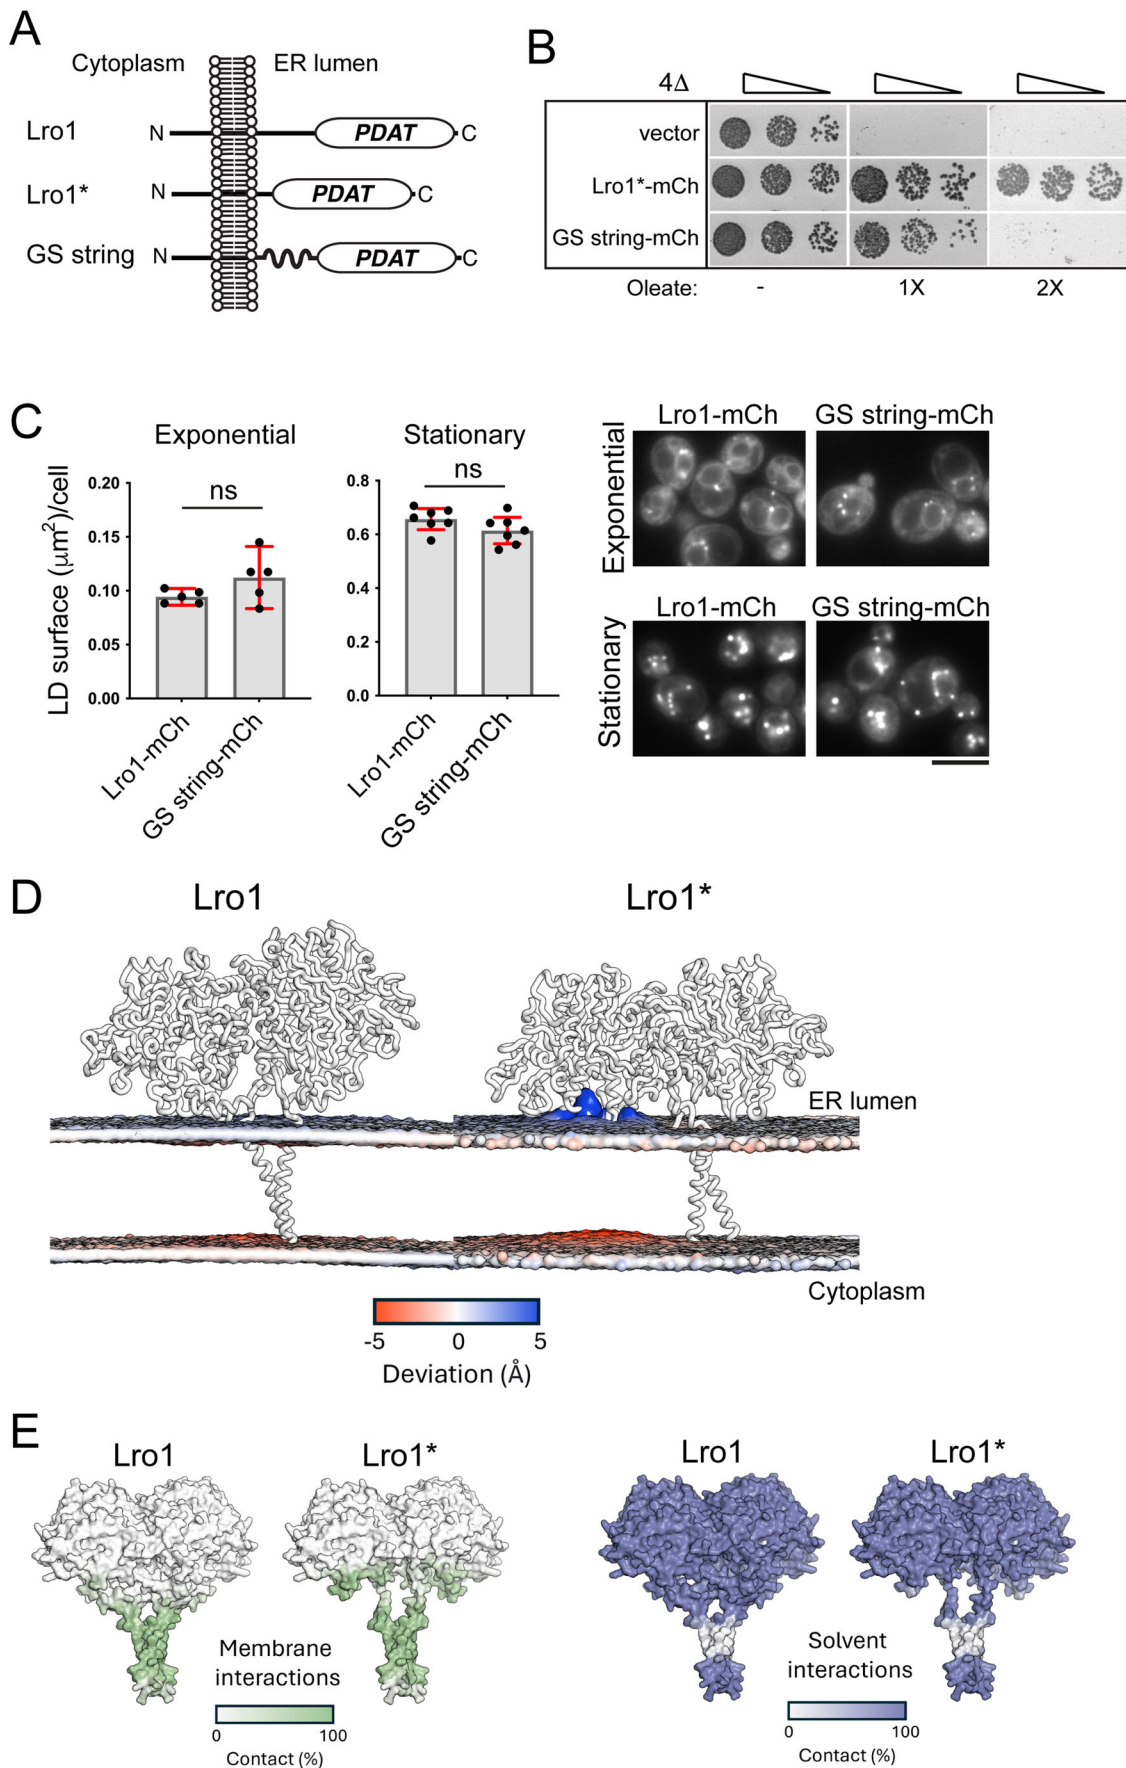 A
Cytoplasm
ER lumen
Lro1
N
PDAT
C
Lro1*
N
PDAT
C
GS string
N
PDAT
C
B
4Δ
vector
Lro1*-mCh
GS string-mCh
Oleate:
-
1X
2X
C
Exponential
Stationary
LD surface (μm²)/cell
0.20
0.15
0.10
0.05
0.00
ns
Lro1-mCh
GS string-mCh
0.8
0.6
0.4
0.2
0.0
ns
Lro1-mCh
GS string-mCh
Lro1-mCh
GS string-mCh
Exponential
Lro1-mCh
GS string-mCh
Stationary
D
Lro1
Lro1*
ER lumen
Cytoplasm
-5
0
5
Deviation (Å)
E
Lro1
Lro1*
Membrane
interactions
0
100
Contact (%)
Lro1
Lro1*
Solvent
interactions
0
100
Contact (%)